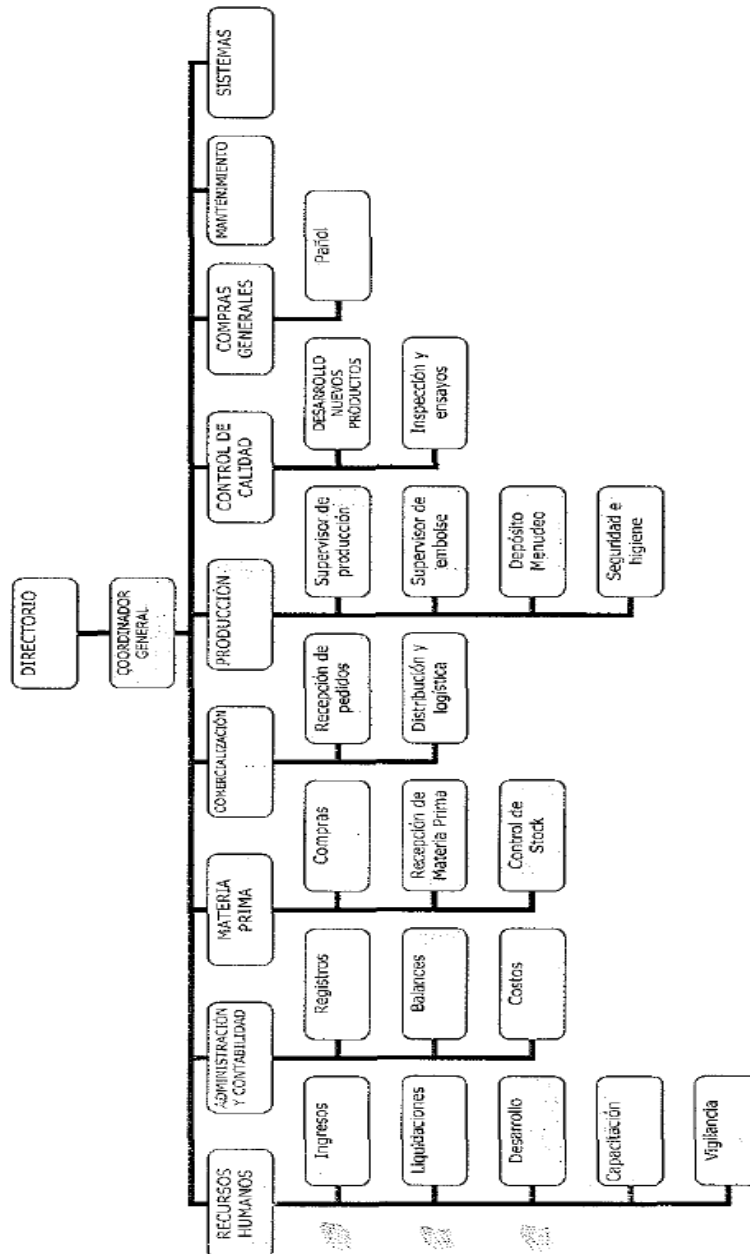 DIRECTORIO
COORDINADOR
GENERAL
RECURSOS
HUMANOS
Ingresos
Liquidaciones
Desarrollo
Capacitación
Vigilancia
ADMINISTRACIÓN
Y CONTABILIDAD
Registros
Balances
Costos
MATERIA
PRIMA
Compras
Recepción de
Materia Prima
Control de
Stock
COMERCIALIZACIÓN
Recepción de
pedidos
Distribución y
logística
PRODUCCIÓN
Supervisor de
producción
Supervisor de
embolse
Depósito
Menudeo
Seguridad e
higiene
CONTROL DE
CALIDAD
DESARROLLO
NUEVOS
PRODUCTOS
Inspección y
ensayos
COMPRAS
GENERALES
Pañol
MANTENIMIENTO
SISTEMAS